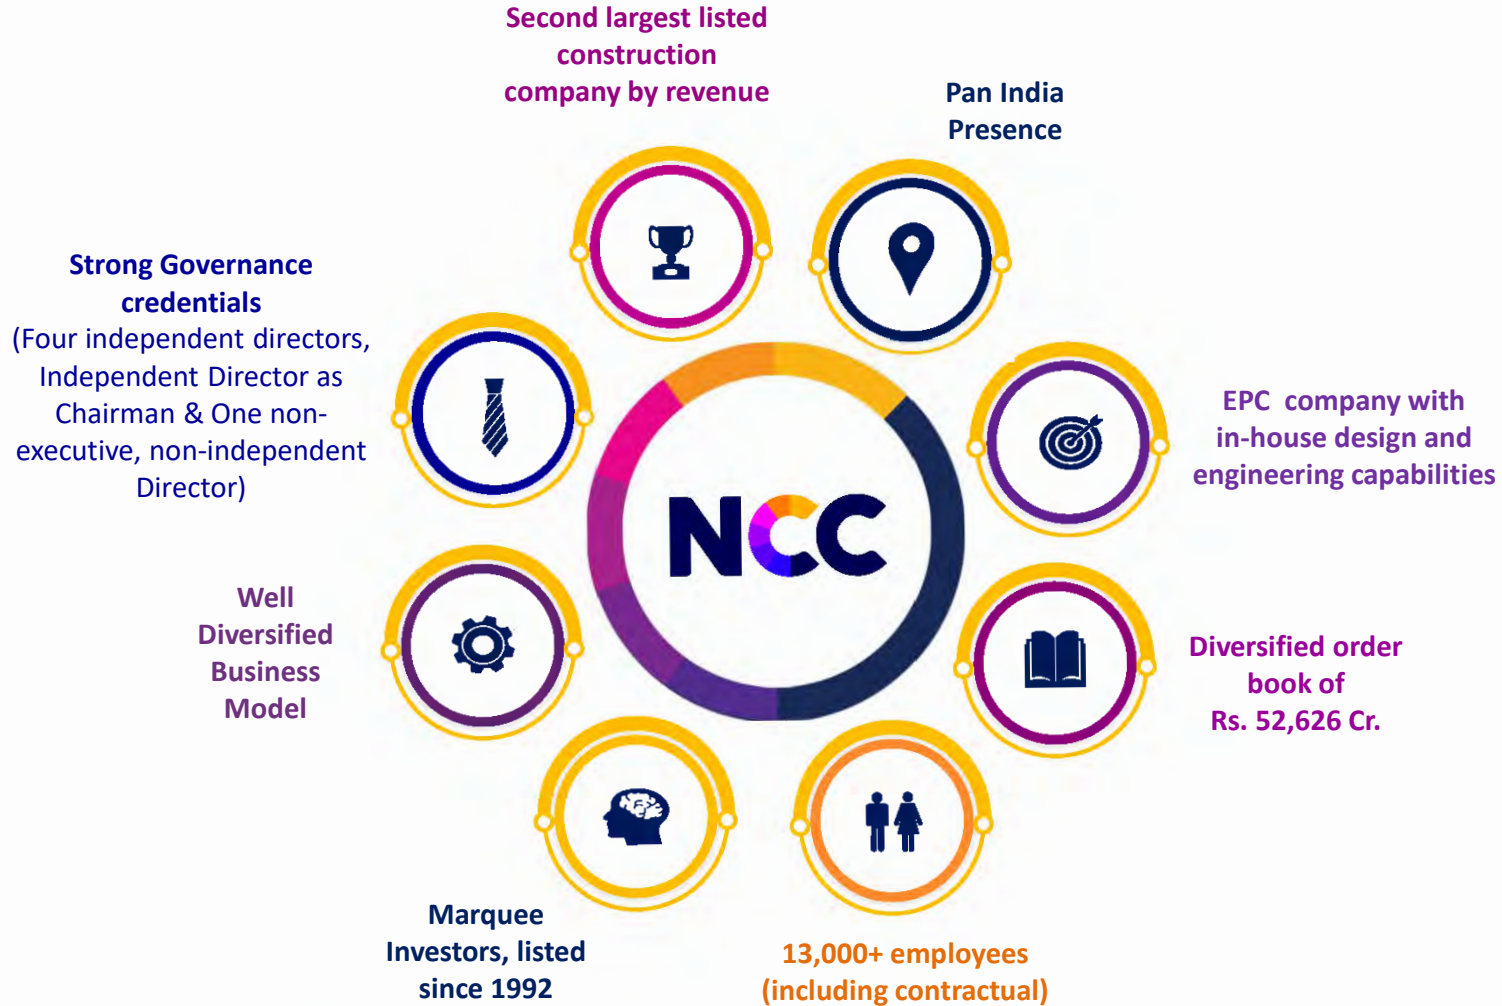 Second largest listed
construction
company by revenue
Pan India
Presence
Strong Governance
credentials
(Four independent directors,
Independent Director as
Chairman & One non-
executive, non-independent
Director)
EPC company with
in-house design and
engineering capabilities
NCC
Well
Diversified
Business
Model
Diversified order
book of
Rs. 52,626 Cr.
Marquee
Investors, listed
since 1992
13,000+ employees
(including contractual)